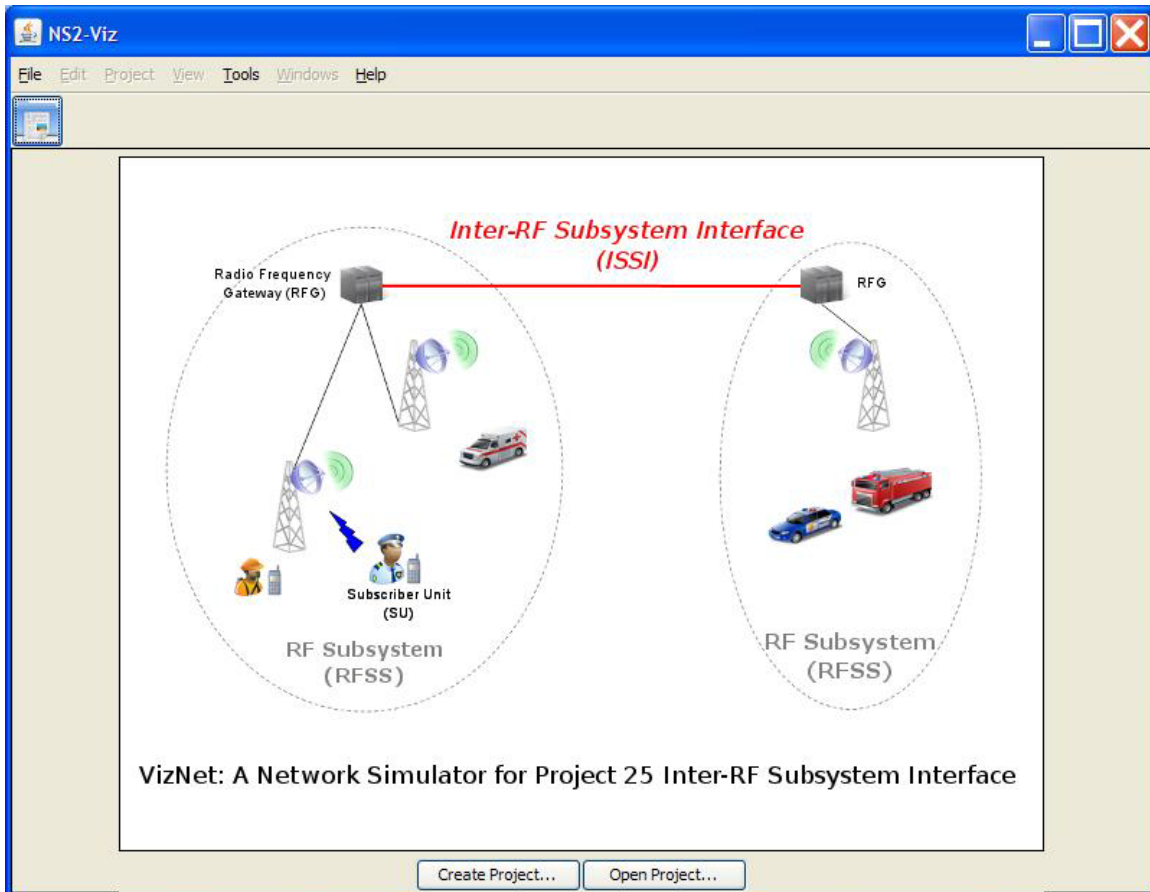 NS2-Viz
File Edit Project View Tools Windows Help
Inter-RF Subsystem Interface
(ISSI)
Radio Frequency
Gateway (RFG)
RFG
Subscriber Unit
(SU)
RF Subsystem
(RFSS)
RF Subsystem
(RFSS)
VizNet: A Network Simulator for Project 25 Inter-RF Subsystem Interface
Create Project... Open Project...